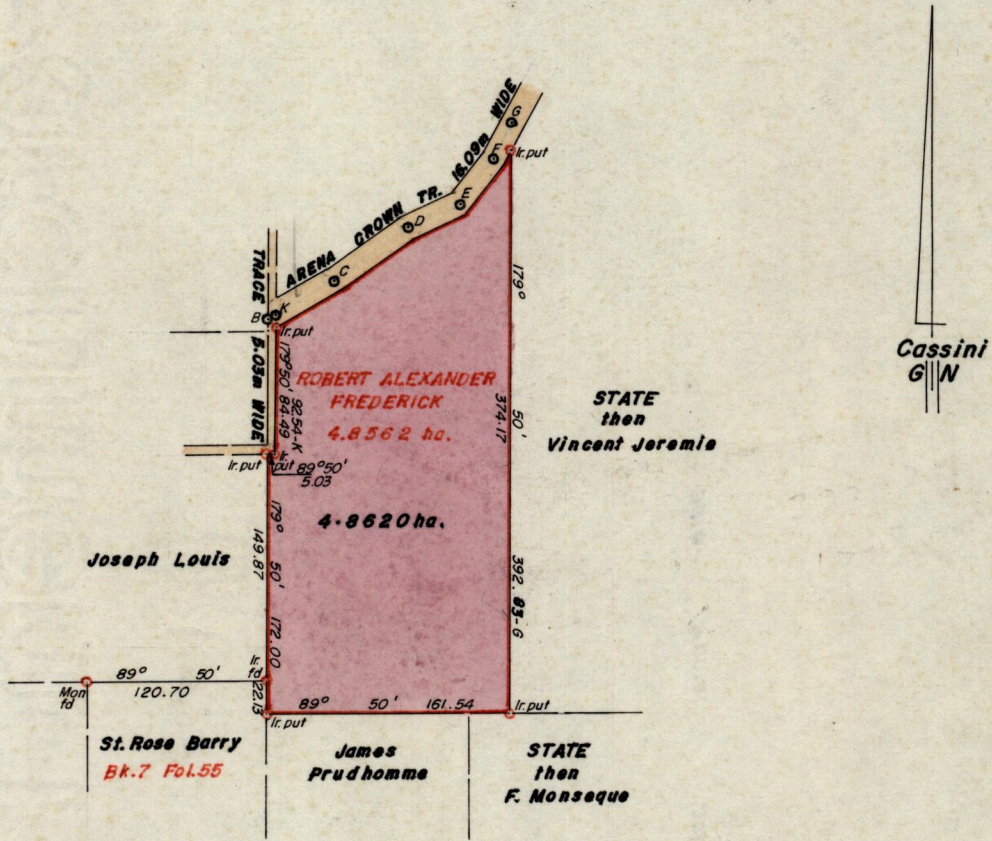 ARENA CROWN TR. 16.09m WIDE
G
F
Ir.put
E
D
C
A
B
TRACE 5.03m WIDE
Ir.put
179°50' 84.49
92.54-K
ROBERT ALEXANDER
FREDERICK
4.8562 ha.
179° 50'
374.17
392.83-G
STATE
then
Vincent Jeremie
Cassini
G N
Ir.put
Ir.
put
89°50'
5.03
4.8620 ha.
Joseph Louis
179° 50'
149.87
172.00
Ir.
fd
22.13
89° 50'
120.70
Mon
fd
Ir.put
89° 50' 161.54
Ir.put
St. Rose Barry
Bk.7 Fol.55
James
Prudhomme
STATE
then
F. Monseque